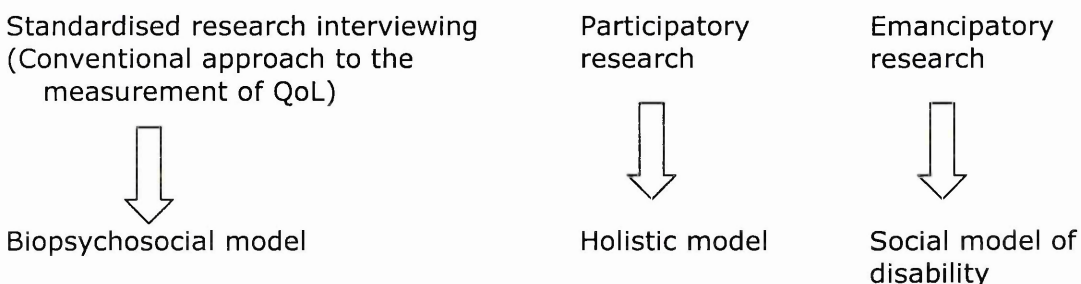 Standardised research interviewing
(Conventional approach to the
measurement of QoL)
Participatory
research
Emancipatory
research
Biopsychosocial model
Holistic model
Social model of
disability